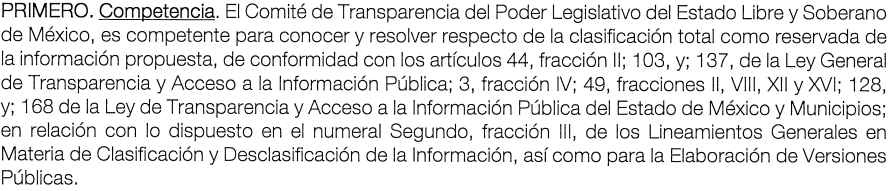 PRIMERO. Competencia. El Comité de Transparencia del Poder Legislativo del Estado Libre y Soberano
de México, es competente para conocer y resolver respecto de la clasificación total como reservada de
la información propuesta, de conformidad con los artículos 44, fracción II; 103, y; 137, de la Ley General
de Transparencia y Acceso a la Información Pública; 3, fracción IV; 49, fracciones II, VIII, XII y XVI; 128,
y; 168 de la Ley de Transparencia y Acceso a la Información Pública del Estado de México y Municipios;
en relación con lo dispuesto en el numeral Segundo, fracción III, de los Lineamientos Generales en
Materia de Clasificación y Desclasificación de la Información, así como para la Elaboración de Versiones
Públicas.